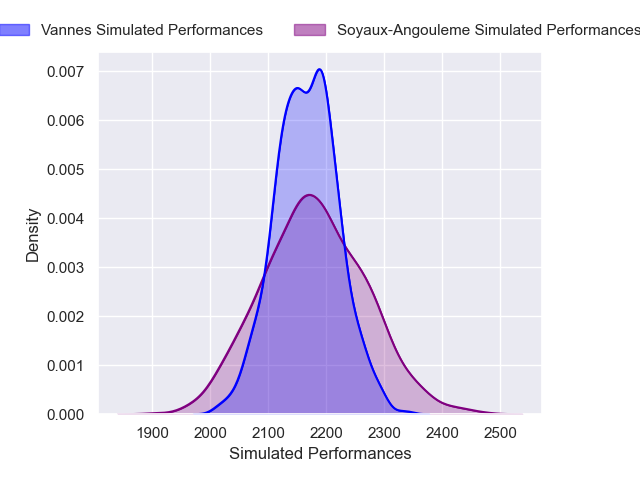 Vannes Simulated Performances
Soyaux-Angouleme Simulated Performances
0.007
0.006
0.005
0.004
0.003
0.002
0.001
0.000
Density
1900 2000 2100 2200 2300 2400 2500
Simulated Performances